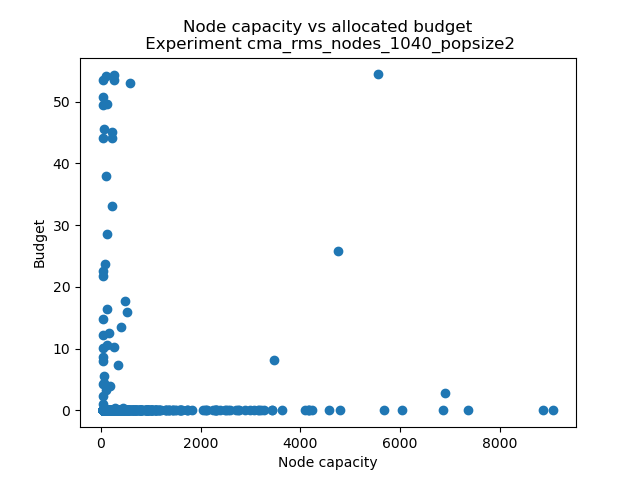 Node capacity vs allocated budget
Experiment cma_rms_nodes_1040_popsize2
50
40
30
20
10
0
Budget
0 2000 4000 6000 8000
Node capacity